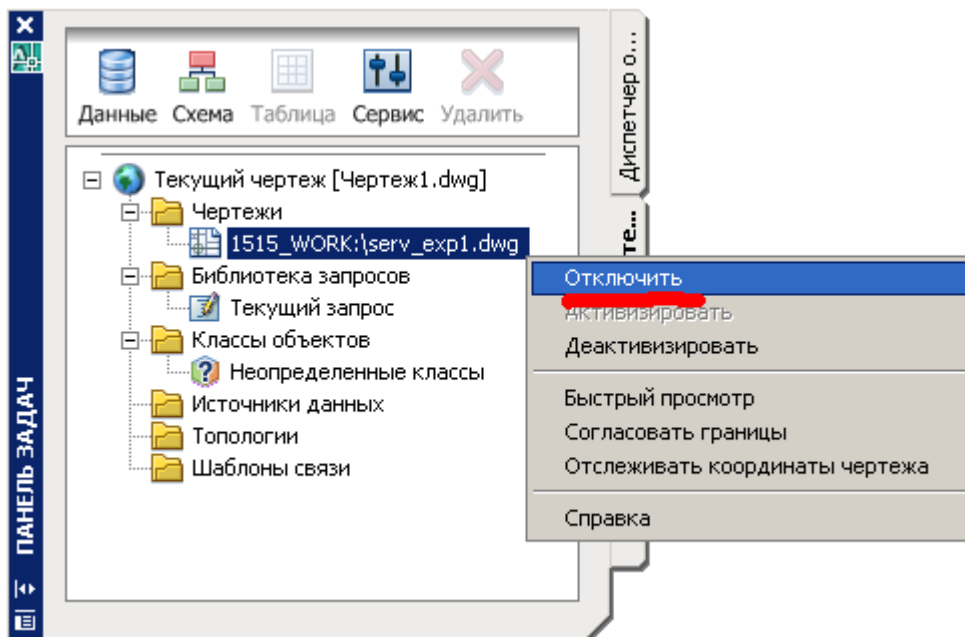 Данные Схема Таблица Сервис Удалить
Текущий чертеж [Чертеж1.dwg]
Чертежи
1515_WORK:\serv_exp1.dwg
Библиотека запросов
Текущий запрос
Классы объектов
Неопределенные классы
Источники данных
Топологии
Шаблоны связи
Отключить
Активизировать
Деактивизировать
Быстрый просмотр
Согласовать границы
Отслеживать координаты чертежа
Справка
Диспетчер о...
те...
ПАНЕЛЬ ЗАДАЧ